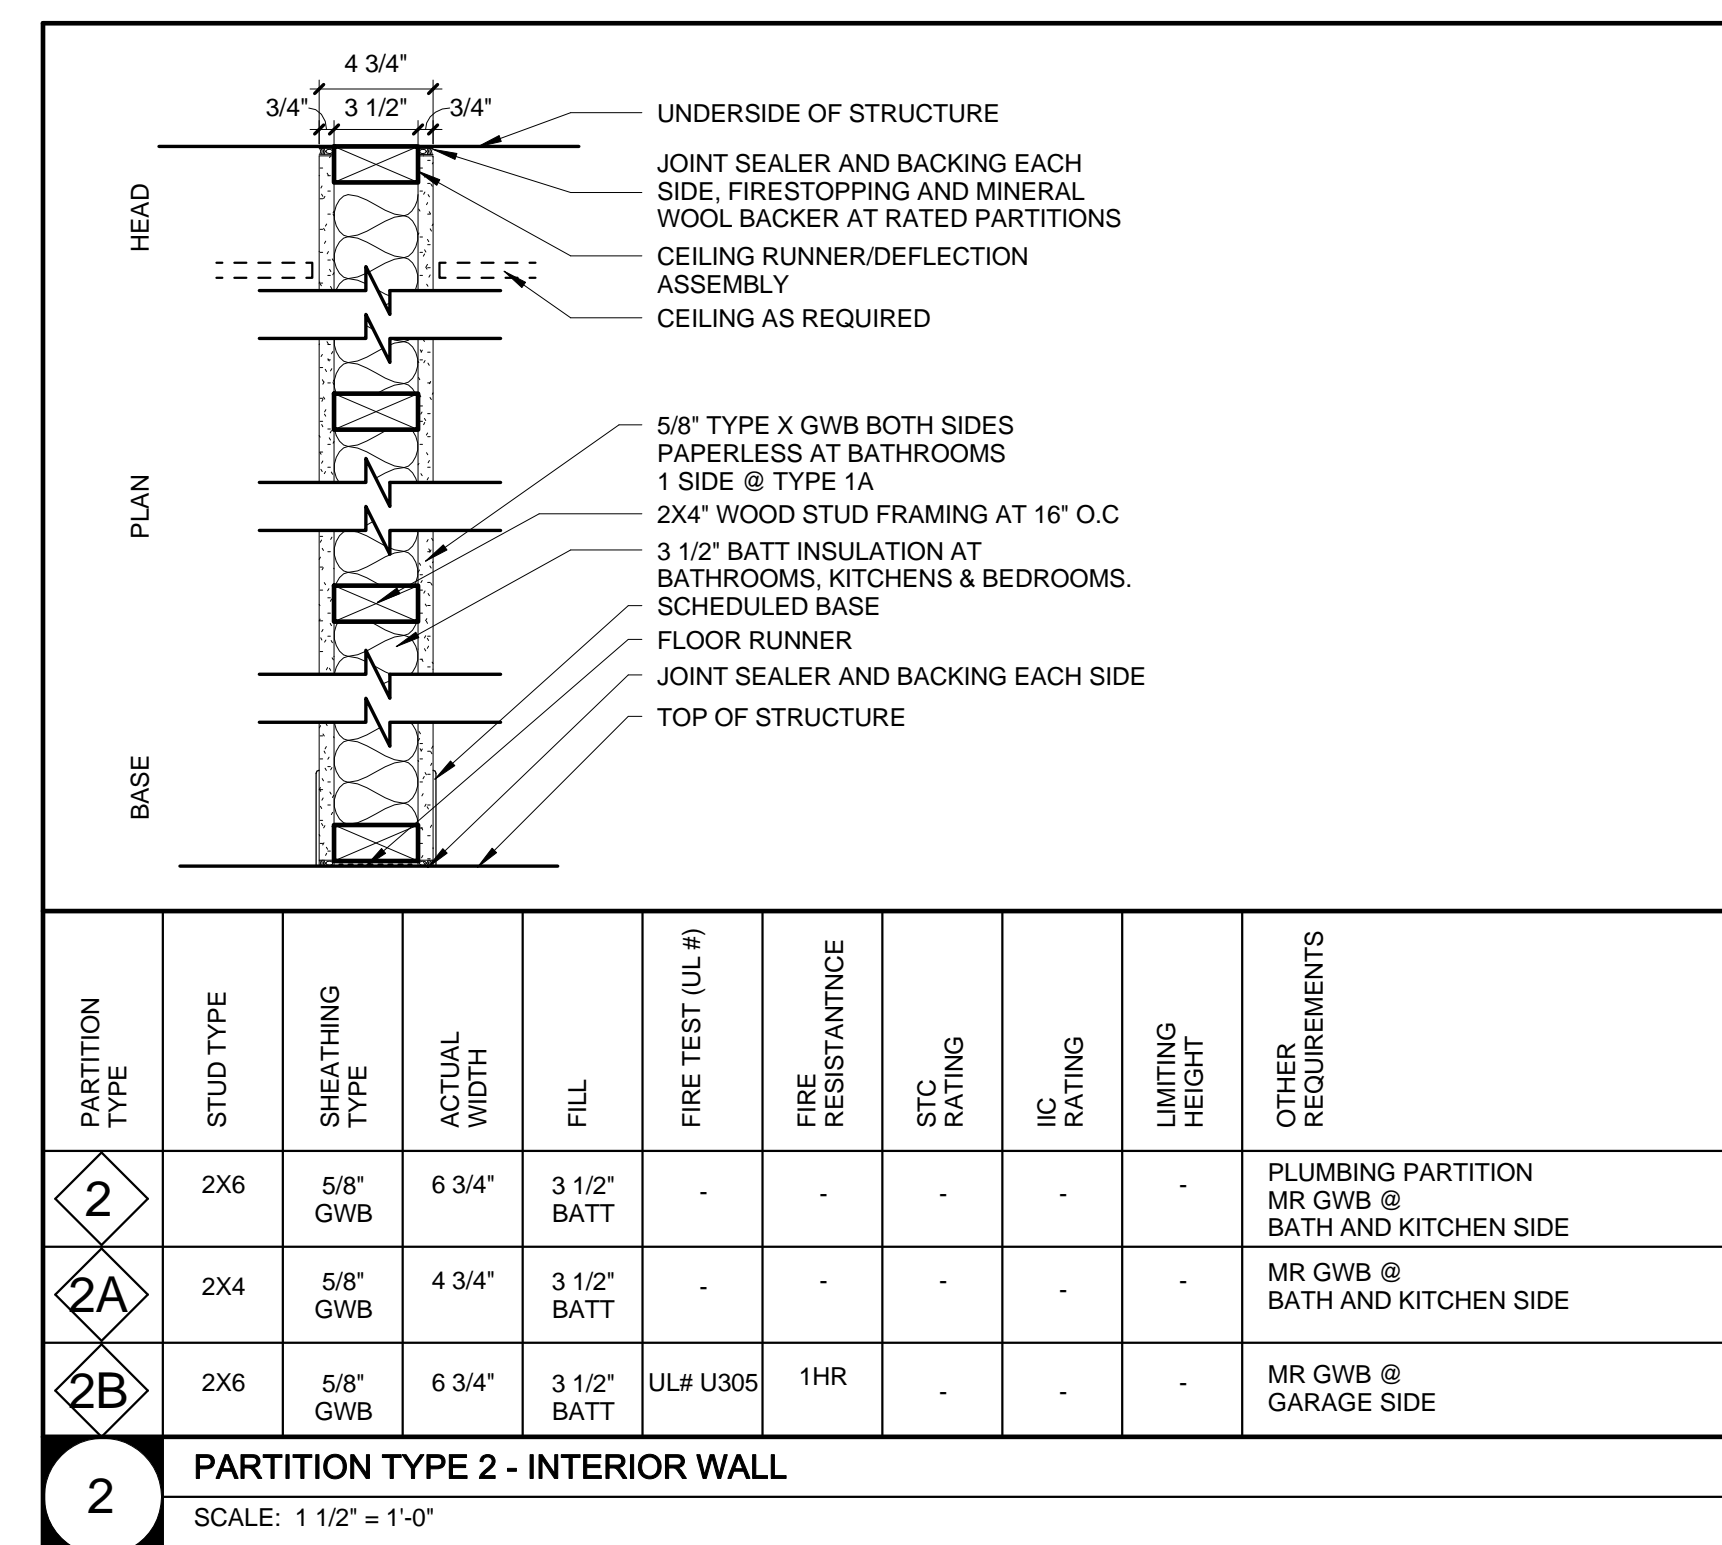 4 3/4"
3/4"
3 1/2"
3/4"
UNDERSIDE OF STRUCTURE
JOINT SEALER AND BACKING EACH
SIDE, FIRESTOPPING AND MINERAL
WOOL BACKER AT RATED PARTITIONS
CEILING RUNNER/DEFLECTION
ASSEMBLY
CEILING AS REQUIRED
HEAD
5/8" TYPE X GWB BOTH SIDES
PAPERLESS AT BATHROOMS
1 SIDE @ TYPE 1A
2X4" WOOD STUD FRAMING AT 16" O.C
3 1/2" BATT INSULATION AT
BATHROOMS, KITCHENS & BEDROOMS.
SCHEDULED BASE
FLOOR RUNNER
JOINT SEALER AND BACKING EACH SIDE
TOP OF STRUCTURE
PLAN
BASE
PARTITION
TYPE
STUD TYPE
SHEATHING
TYPE
ACTUAL
WIDTH
FILL
FIRE TEST (UL #)
FIRE
RESISTANTNCE
STC
RATING
IIC
RATING
LIMITING
HEIGHT
OTHER
REQUIREMENTS
2
2X6
5/8"
GWB
6 3/4"
3 1/2"
BATT
-
-
-
-
-
PLUMBING PARTITION
MR GWB @
BATH AND KITCHEN SIDE
2A
2X4
5/8"
GWB
4 3/4"
3 1/2"
BATT
-
-
-
-
-
MR GWB @
BATH AND KITCHEN SIDE
2B
2X6
5/8"
GWB
6 3/4"
3 1/2"
BATT
UL# U305
1HR
-
-
-
MR GWB @
GARAGE SIDE
2
PARTITION TYPE 2 - INTERIOR WALL
SCALE: 1 1/2" = 1'-0"